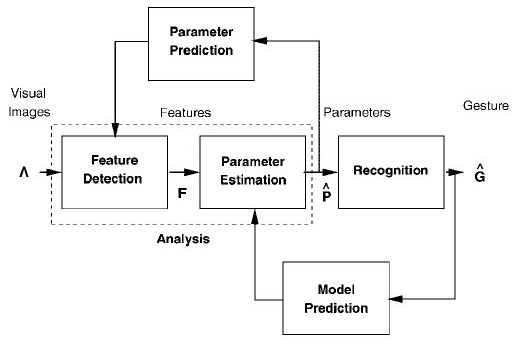 Parameter
Prediction
Visual
Images
Features
Parameters
Gesture
Λ
Feature
Detection
F
Parameter
Estimation
P̂
Recognition
Ĝ
Analysis
Model
Prediction